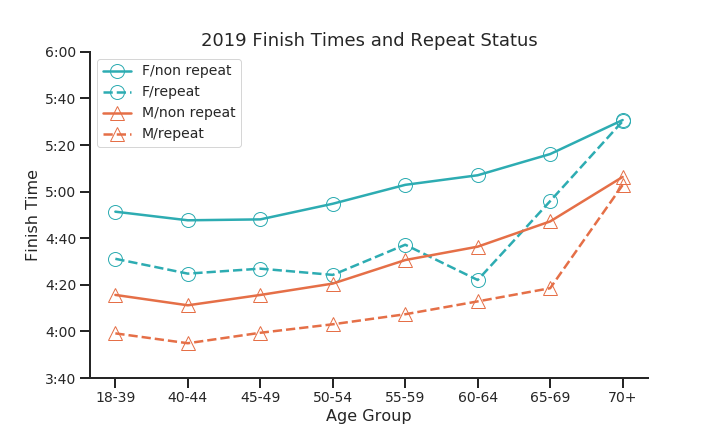 2019 Finish Times and Repeat Status
6:00
5:40
5:20
5:00
4:40
4:20
4:00
3:40
Finish Time
F/non repeat
F/repeat
M/non repeat
M/repeat
18-39 40-44 45-49 50-54 55-59 60-64 65-69 70+
Age Group